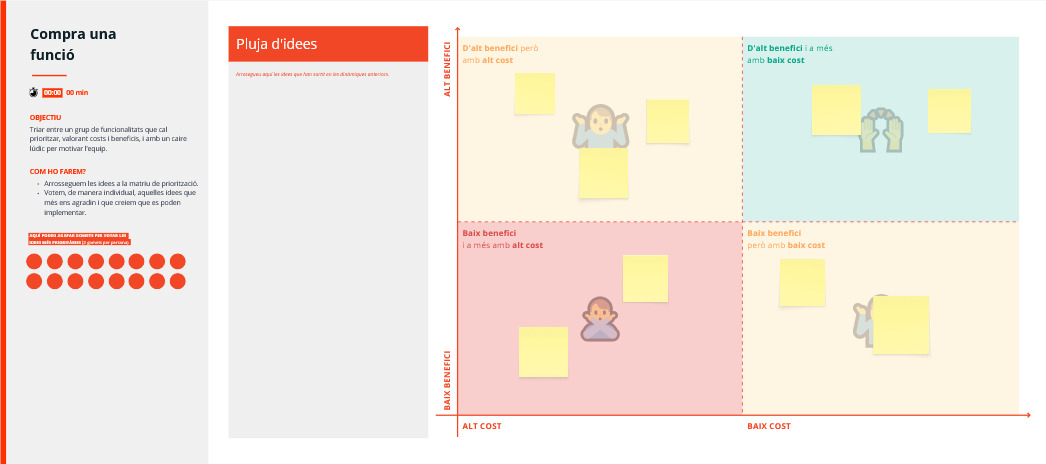 Compra una
funció
00:00 00 min
OBJECTIU
Triar entre un grup de funcionalitats que cal
prioritzar, valorant costs i beneficis, i amb un caire
lúdic per motivar l'equip.
COM HO FAREM?
• Arrosseguem les idees a la matriu de priorització.
• Votem, de manera individual, aquelles idees que
més ens agradin i que creiem que es poden
implementar.
AQUÍ PODEU AGAFAR GOMETS PER VOTAR LES
IDEES MÉS PRIORITÀRIES (2 gomets per persona).
Pluja d'idees
Arrossegueu aquí les idees que han sortit en les dinàmiques anteriors.
ALT BENEFICI
BAIX BENEFICI
D'alt benefici però
amb alt cost
D'alt benefici i a més
amb baix cost
Baix benefici
i a més amb alt cost
Baix benefici
però amb baix cost
ALT COST
BAIX COST